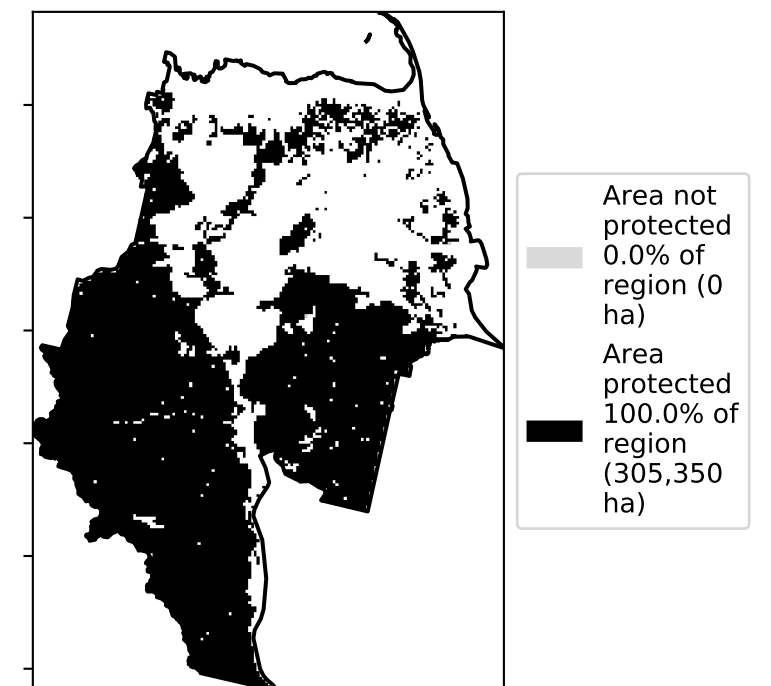 Area not
protected
0.0% of
region (0
ha)
Area
protected
100.0% of
region
(305,350
ha)